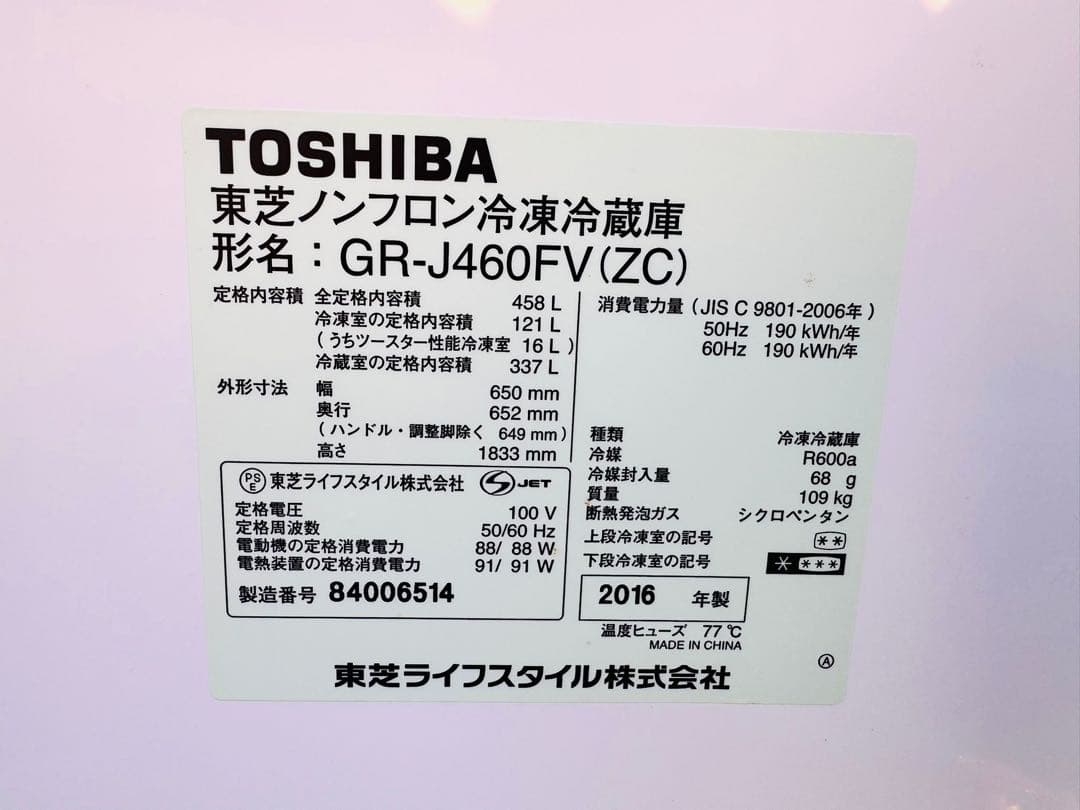 TOSHIBA
東芝ノンフロン冷凍冷蔵庫
形名：GR-J460FV(ZC)
定格内容積 全定格内容積 458 L
冷凍室の定格内容積 121 L
（うちツースター性能冷凍室 16 L）
冷蔵室の定格内容積 337 L
外形寸法 幅 650 mm
奥行 652 mm
（ハンドル・調整脚除く 649 mm）
高さ 1833 mm
PSE 東芝ライフスタイル株式会社 JET
定格電圧 100 V
定格周波数 50/60 Hz
電動機の定格消費電力 88/ 88 W
電熱装置の定格消費電力 91/ 91 W
製造番号 84006514
消費電力量（JIS C 9801-2006年）
50Hz 190 kWh/年
60Hz 190 kWh/年
種類 冷凍冷蔵庫
冷媒 R600a
冷媒封入量 68 g
質量 109 kg
断熱発泡ガス シクロペンタン
上段冷凍室の記号 **
下段冷凍室の記号 * ***
2016 年製
温度ヒューズ 77℃
MADE IN CHINA
A
東芝ライフスタイル株式会社